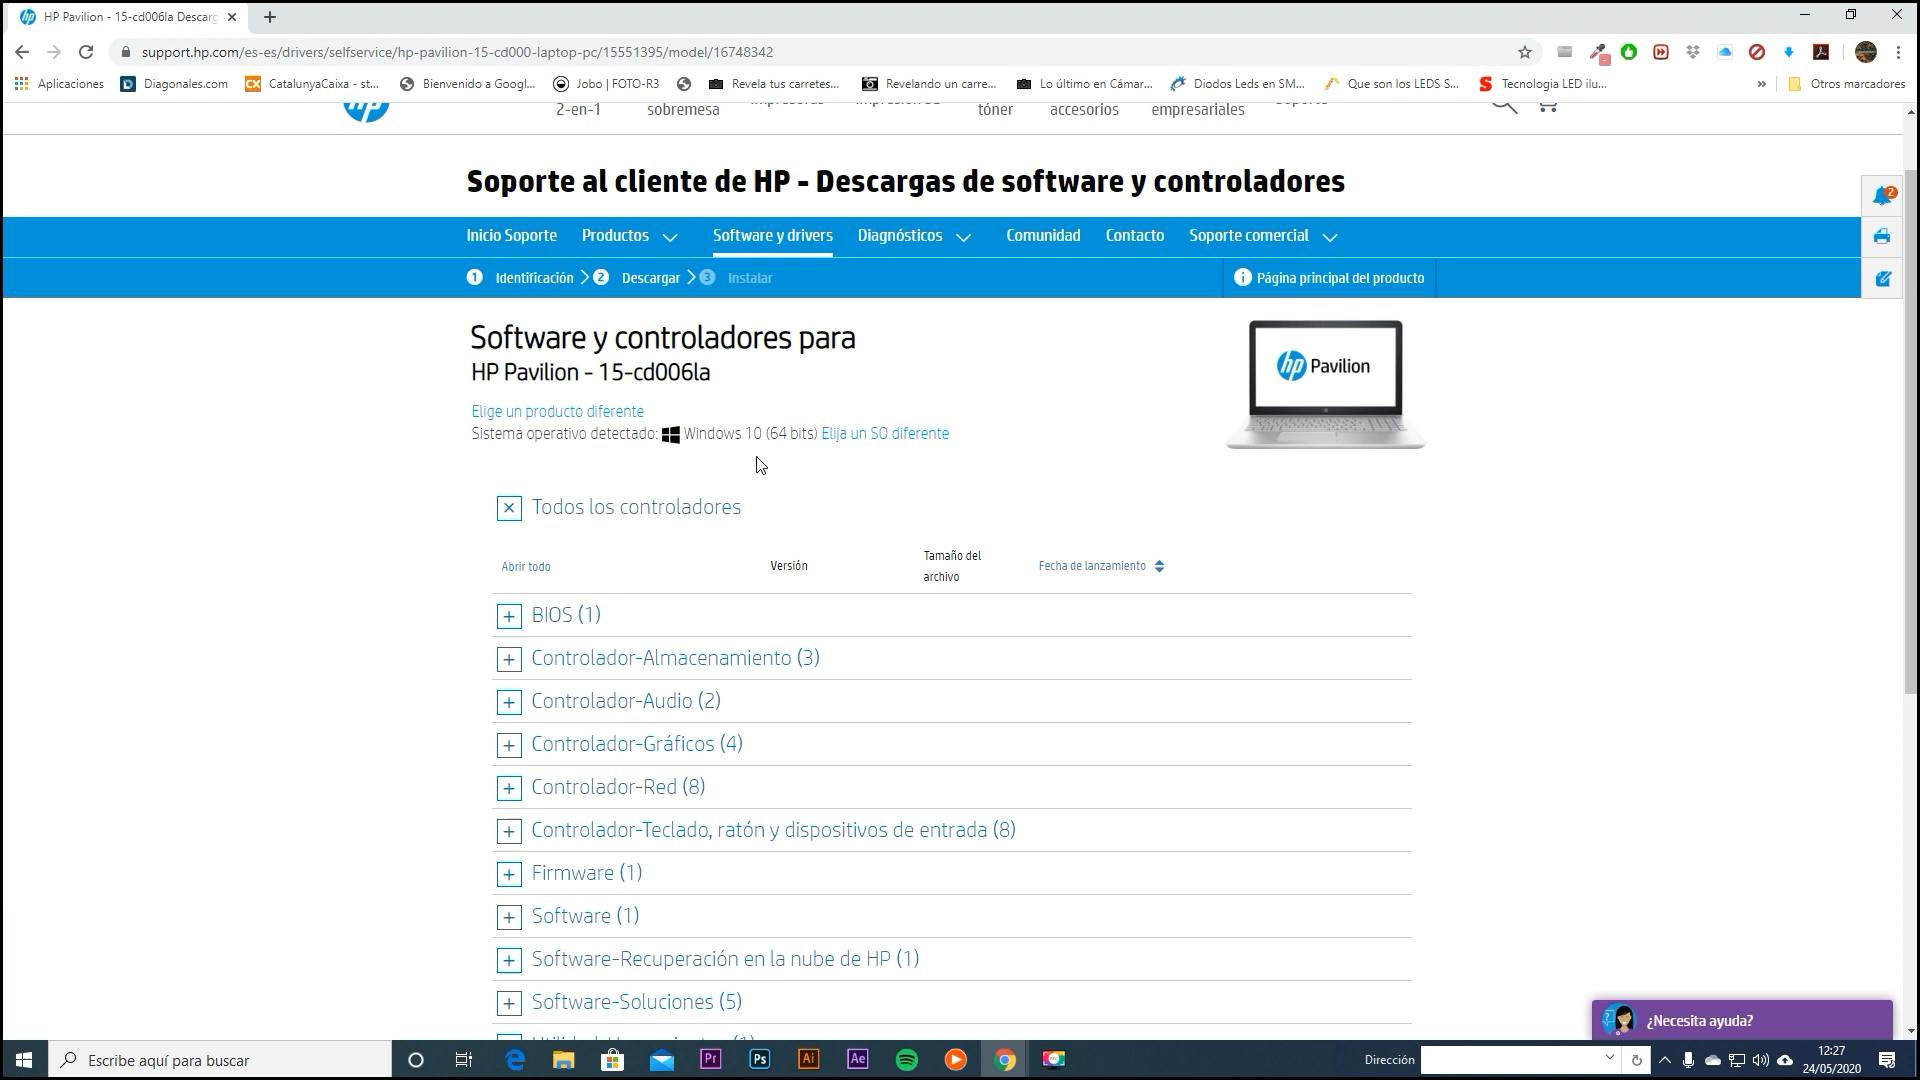 HP Pavilion - 15-cd006la Descarg
support.hp.com/es-es/drivers/selfservice/hp-pavilion-15-cd000-laptop-pc/15551395/model/16748342
Aplicaciones
Diagonales.com
CX CatalunyaCaixa - st...
Bienvenido a Googl...
Jobo | FOTO-R3
Revela tus carretes...
Revelando un carre...
Lo último en Cámar...
Diodos Leds en SM...
Que son los LEDS S...
Tecnologia LED ilu...
»
Otros marcadores
hp
2-en-1
sobremesa
tóner
accesorios
empresariales
Soporte al cliente de HP - Descargas de software y controladores
2
Inicio Soporte Productos Software y drivers Diagnósticos Comunidad Contacto Soporte comercial
1 Identificación 2 Descargar 3 Instalar
Página principal del producto
Software y controladores para
HP Pavilion - 15-cd006la
hp Pavilion
Elige un producto diferente
Sistema operativo detectado: Windows 10 (64 bits) Elija un SO diferente
Todos los controladores
Abrir todo Versión Tamaño del archivo Fecha de lanzamiento
BIOS (1)
Controlador-Almacenamiento (3)
Controlador-Audio (2)
Controlador-Gráficos (4)
Controlador-Red (8)
Controlador-Teclado, ratón y dispositivos de entrada (8)
Firmware (1)
Software (1)
Software-Recuperación en la nube de HP (1)
Software-Soluciones (5)
¿Necesita ayuda?
Escribe aquí para buscar
Pr
Ps
Ai
Ae
Dirección
12:27
24/05/2020